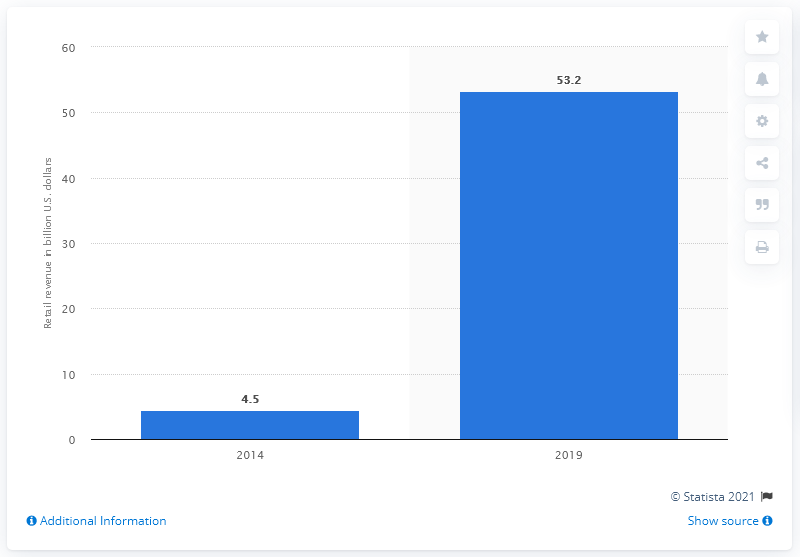 60
53.2
50
40
30
20
10
4.5
0
Retail revenue in billion U.S. dollars
2014
2019
© Statista 2021
Additional Information
Show source